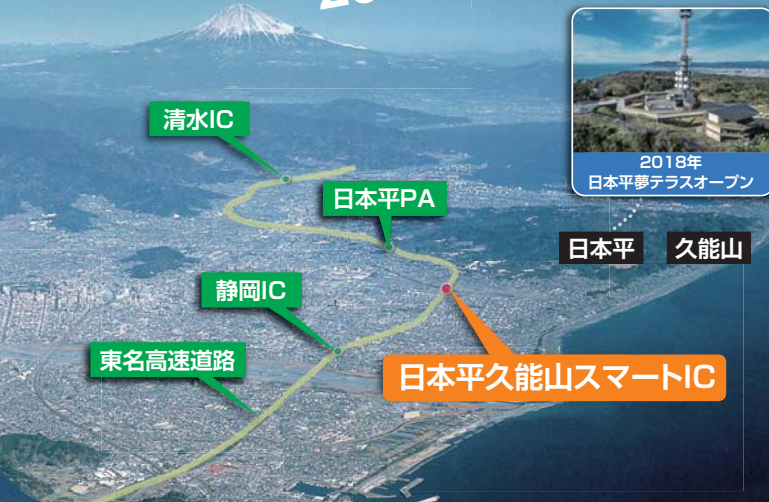 清水IC
2018年
日本平夢テラスオープン
日本平PA
日本平
久能山
静岡IC
東名高速道路
日本平久能山スマートIC